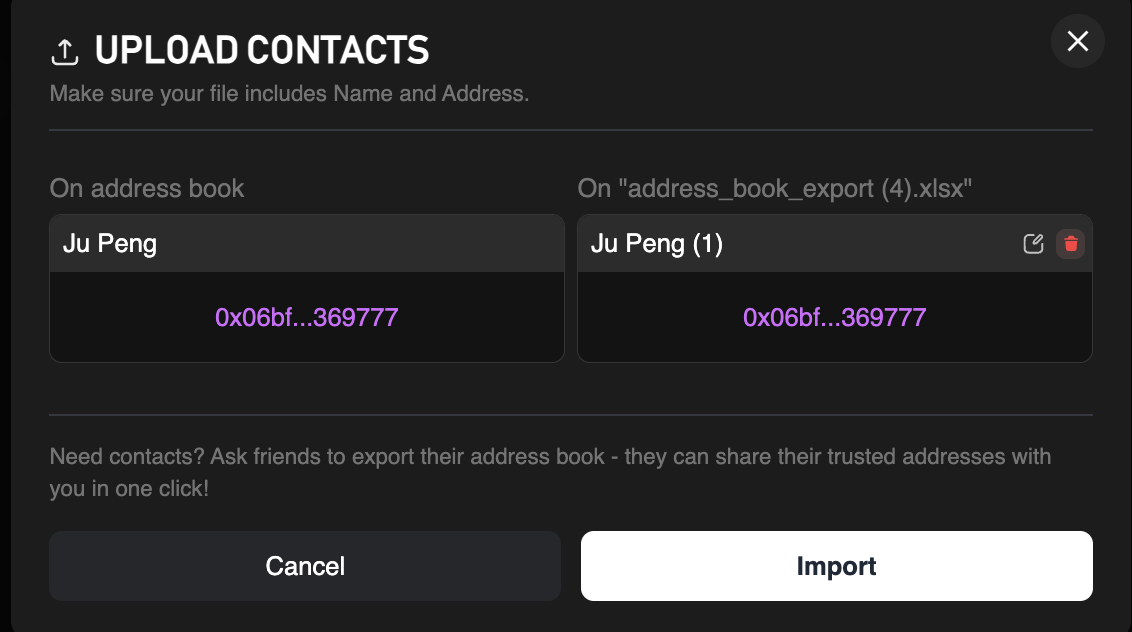 UPLOAD CONTACTS
Make sure your file includes Name and Address.
On address book
On "address_book_export (4).xlsx"
Ju Peng
Ju Peng (1)
0x06bf...369777
0x06bf...369777
Need contacts? Ask friends to export their address book - they can share their trusted addresses with
you in one click!
Cancel
Import